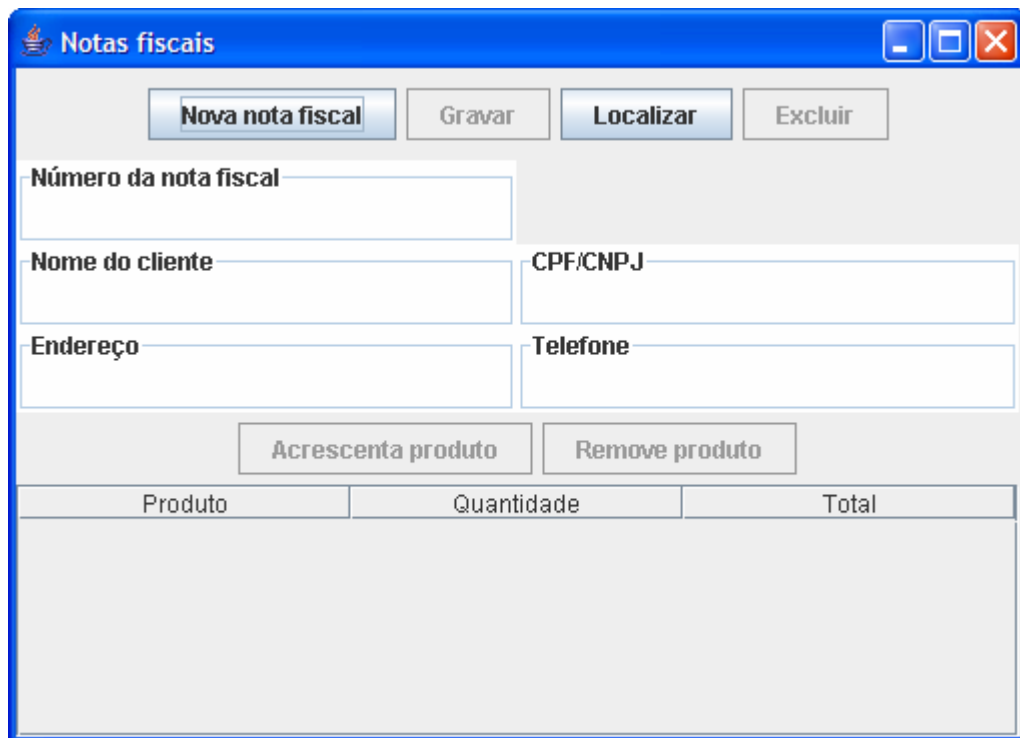 Notas fiscais
Nova nota fiscal Gravar Localizar Excluir
Número da nota fiscal
Nome do cliente CPF/CNPJ
Endereço Telefone
Acrescenta produto Remove produto
Produto Quantidade Total